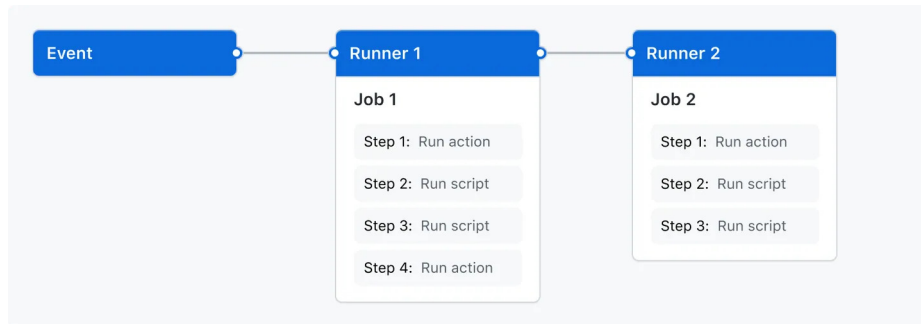 Event
Runner 1
Job 1
Step 1: Run action
Step 2: Run script
Step 3: Run script
Step 4: Run action
Runner 2
Job 2
Step 1: Run action
Step 2: Run script
Step 3: Run script